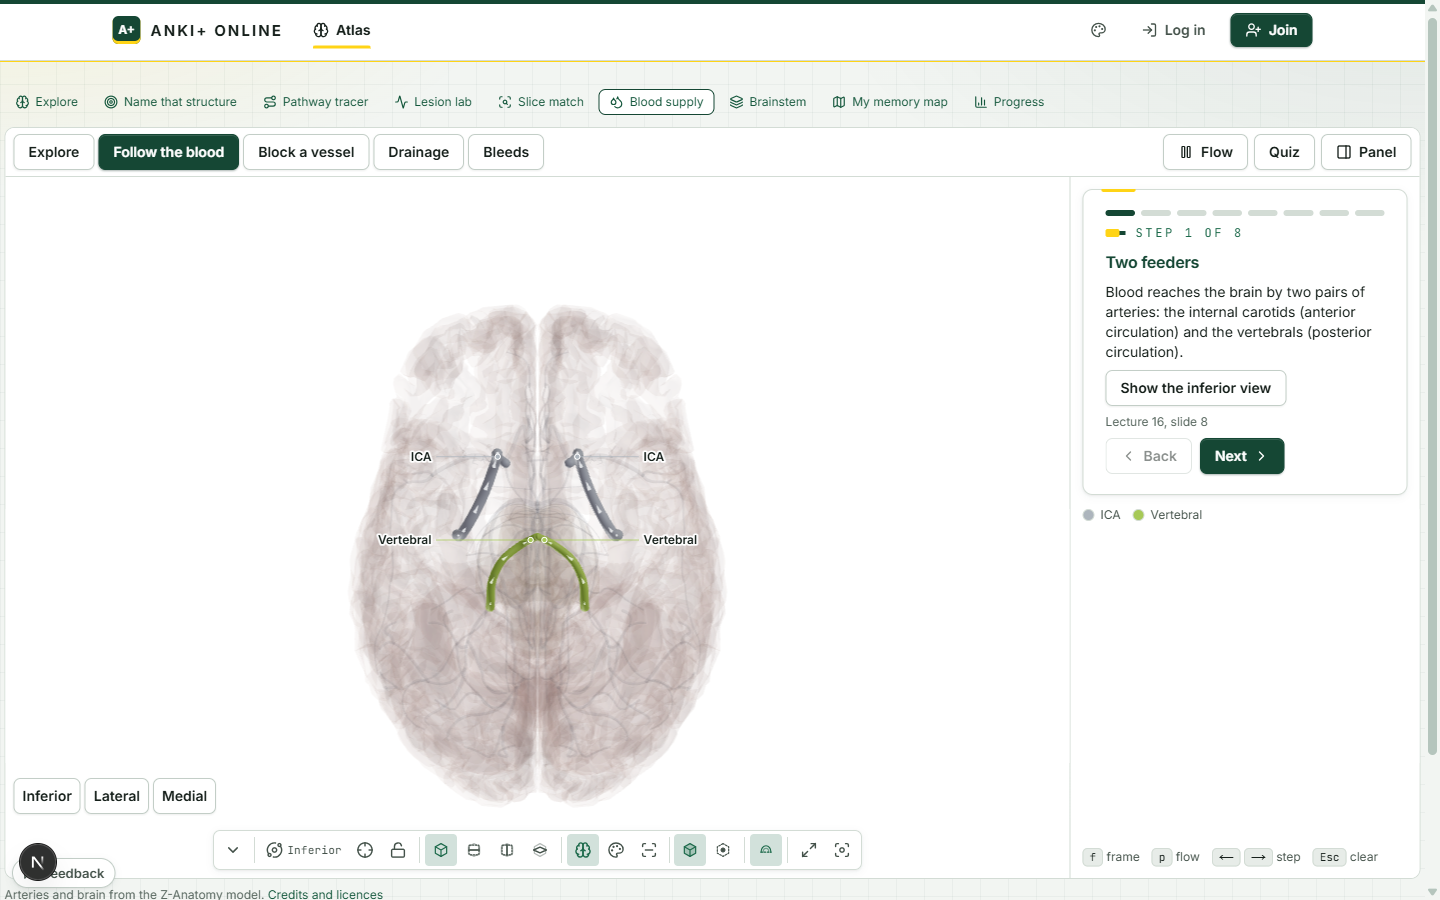 A+ ANKI+ ONLINE Atlas Log in Join
Explore Name that structure Pathway tracer Lesion lab Slice match Blood supply Brainstem My memory map Progress
Explore Follow the blood Block a vessel Drainage Bleeds Flow Quiz Panel
STEP 1 OF 8
Two feeders
Blood reaches the brain by two pairs of
arteries: the internal carotids (anterior
circulation) and the vertebrals (posterior
circulation).
Show the inferior view
Lecture 16, slide 8
Back Next
ICA Vertebral
ICA ICA
Vertebral Vertebral
Inferior Lateral Medial
Inferior
f frame p flow ← → step Esc clear
N eedback
Arteries and brain from the Z-Anatomy model. Credits and licences